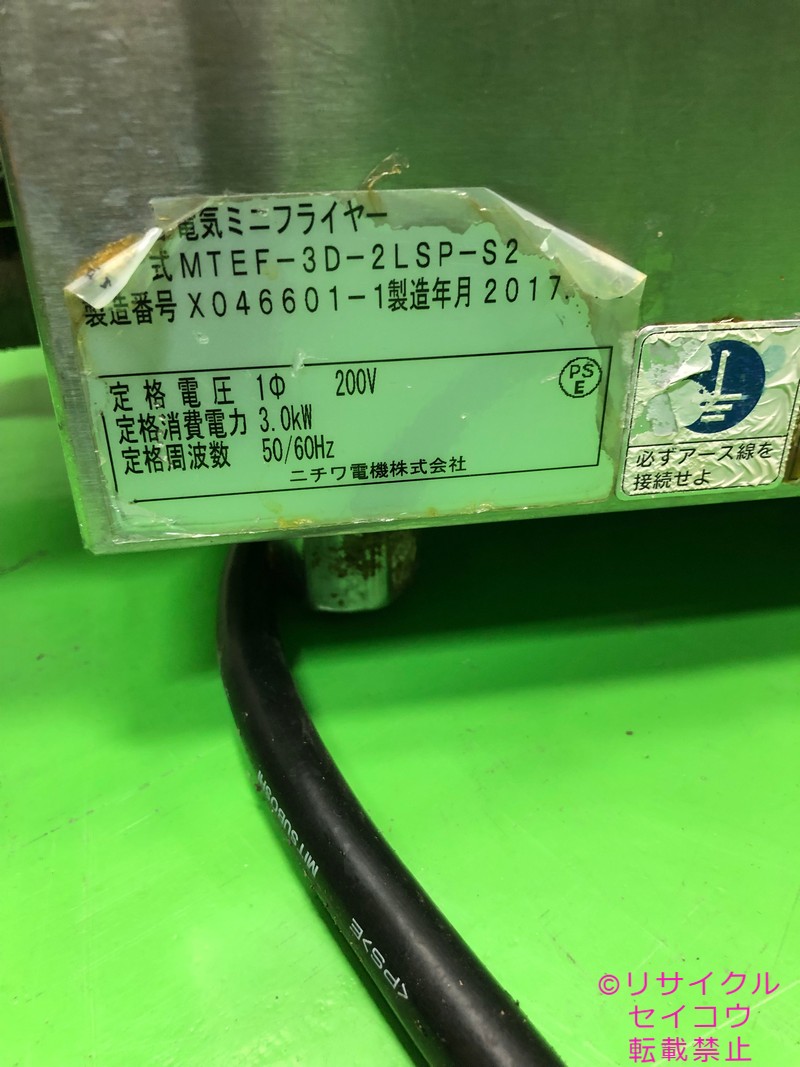 電気ミニフライヤー
式 MTEF-3D-2LSP-S2
製造番号 X046601-1 製造年月 2017.
定格電圧 1Φ 200V
PS E
定格消費電力 3.0kW
定格周波数 50/60Hz
ニチワ電機株式会社
必ずアース線を
接続せよ
MITSUBOSHI
<PS>E
©リサイクル
セイコウ
転載禁止